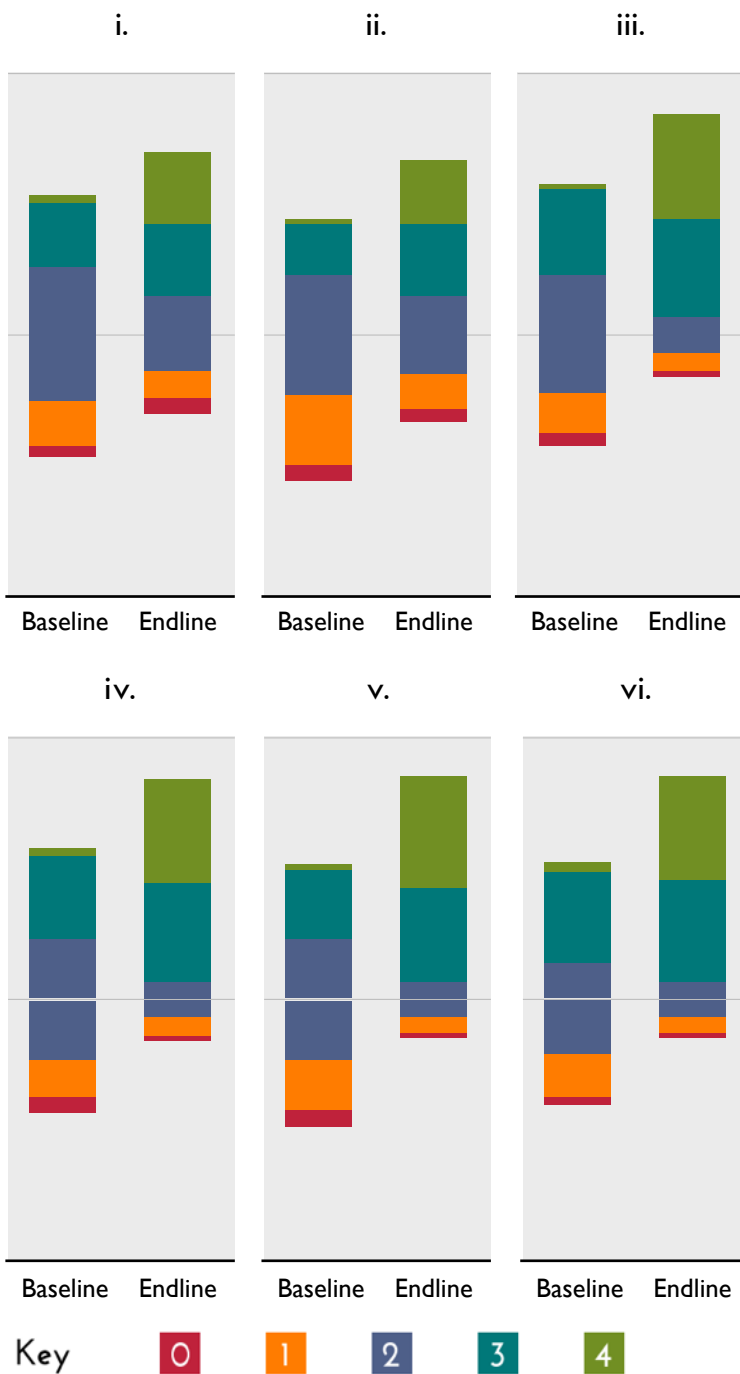 i. ii. iii.
Baseline Endline Baseline Endline Baseline Endline
iv. v. vi.
Baseline Endline Baseline Endline Baseline Endline
Key 0 1 2 3 4